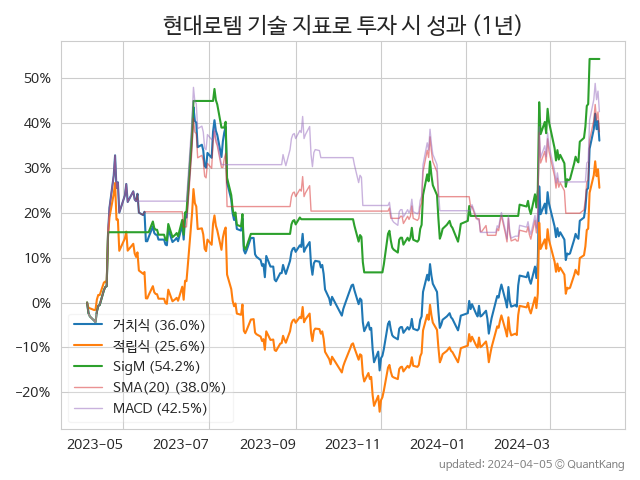 현대로템 기술 지표로 투자 시 성과 (1년)
50%
40%
30%
20%
10%
0%
−10%
−20%
거치식 (36.0%)
적립식 (25.6%)
SigM (54.2%)
SMA(20) (38.0%)
MACD (42.5%)
2023-05 2023-07 2023-09 2023-11 2024-01 2024-03
updated: 2024-04-05 © QuantKang